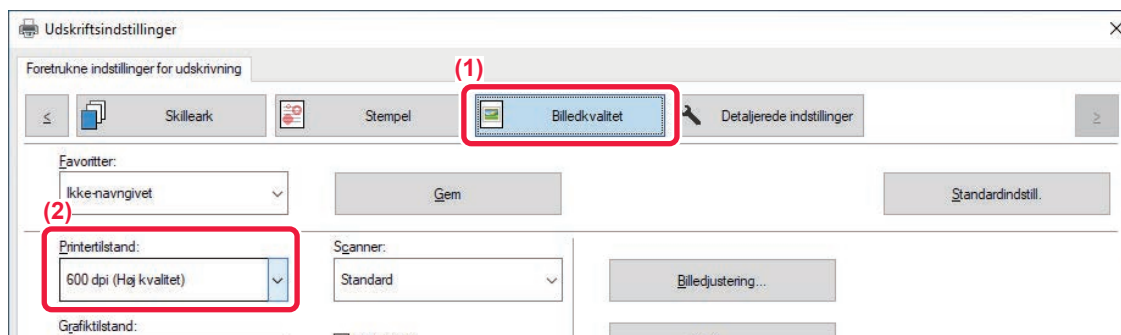 Udskriftsindstillinger
Foretrukne indstillinger for udskrivning
(1)
< Skilleark Stempel Billedkvalitet Detaljerede indstillinger >
Favoritter:
Ikke-navngivet Gem Standardindstill.
(2)
Printertilstand: Scanner:
600 dpi (Høj kvalitet) Standard Billedjustering...
Grafiktilstand: